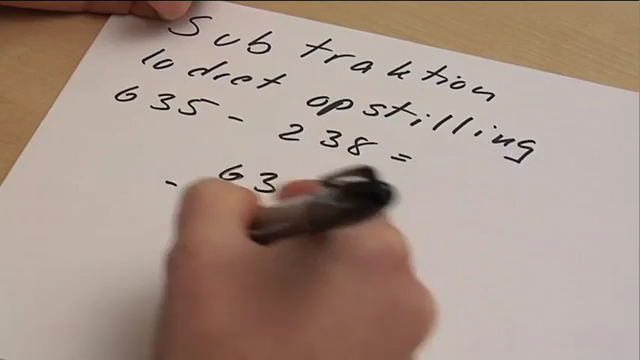 Subtraktion
lodret opstilling
635 - 238 =
- 63